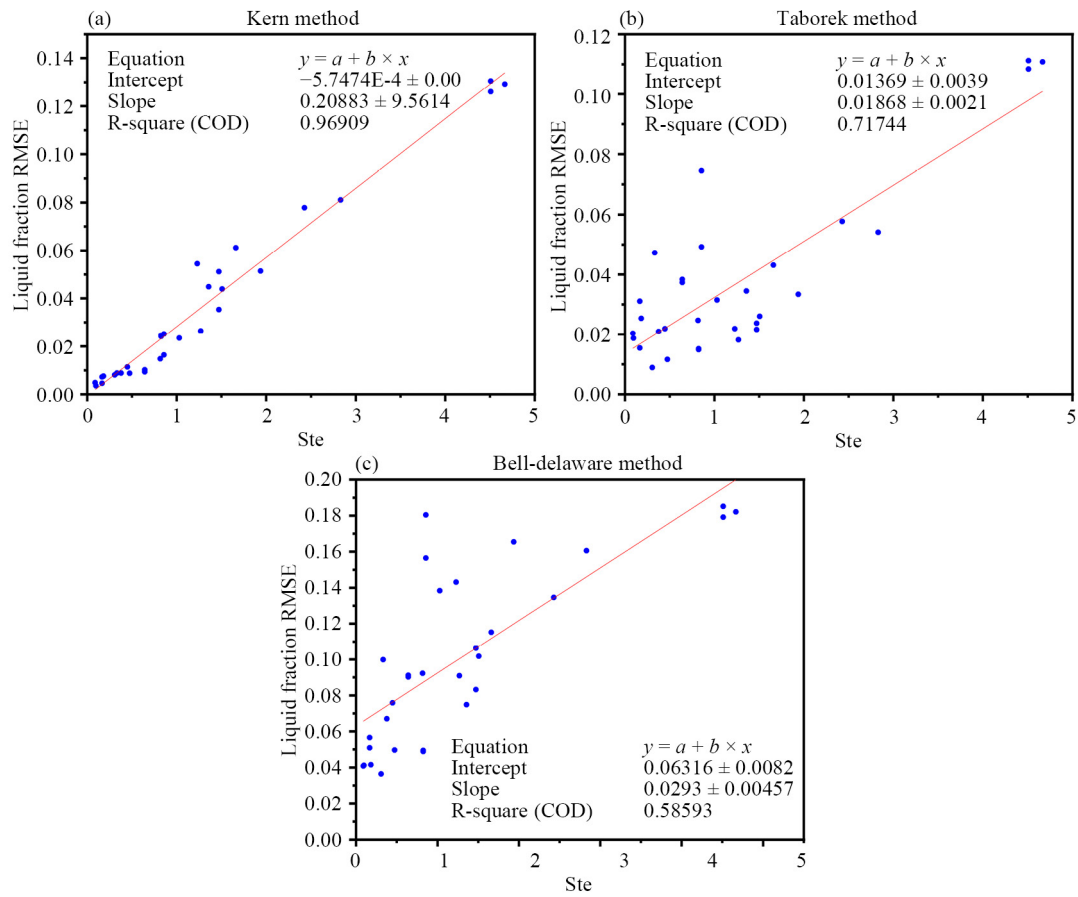 (a) Kern method
Liquid fraction RMSE
0.14
0.12
0.10
0.08
0.06
0.04
0.02
0.00
Equation y = a + b × x
Intercept −5.7474E-4 ± 0.00
Slope 0.20883 ± 9.5614
R-square (COD) 0.96909
0 1 2 3 4 5
Ste
(b) Taborek method
Liquid fraction RMSE
0.12
0.10
0.08
0.06
0.04
0.02
0.00
Equation y = a + b × x
Intercept 0.01369 ± 0.0039
Slope 0.01868 ± 0.0021
R-square (COD) 0.71744
0 1 2 3 4 5
Ste
(c) Bell-delaware method
Liquid fraction RMSE
0.20
0.18
0.16
0.14
0.12
0.10
0.08
0.06
0.04
0.02
0.00
Equation y = a + b × x
Intercept 0.06316 ± 0.0082
Slope 0.0293 ± 0.00457
R-square (COD) 0.58593
0 1 2 3 4 5
Ste